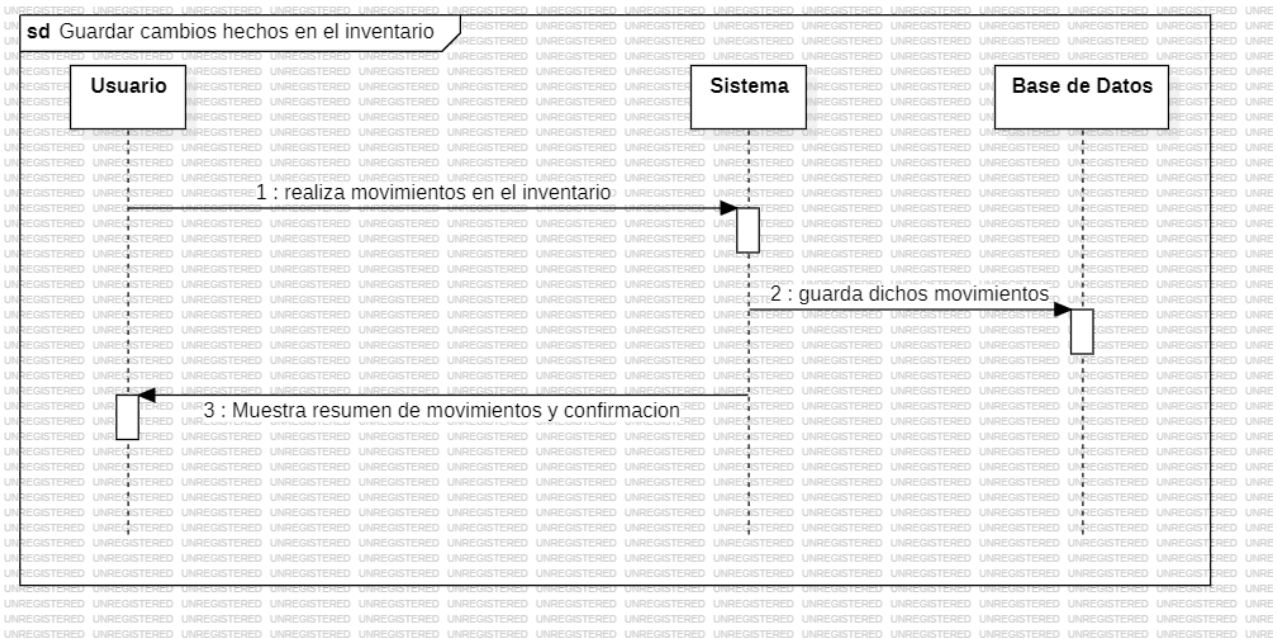 sd Guardar cambios hechos en el inventario
Usuario
Sistema
Base de Datos
1 : realiza movimientos en el inventario
2 : guarda dichos movimientos
3 : Muestra resumen de movimientos y confirmacion
UNREGISTERED